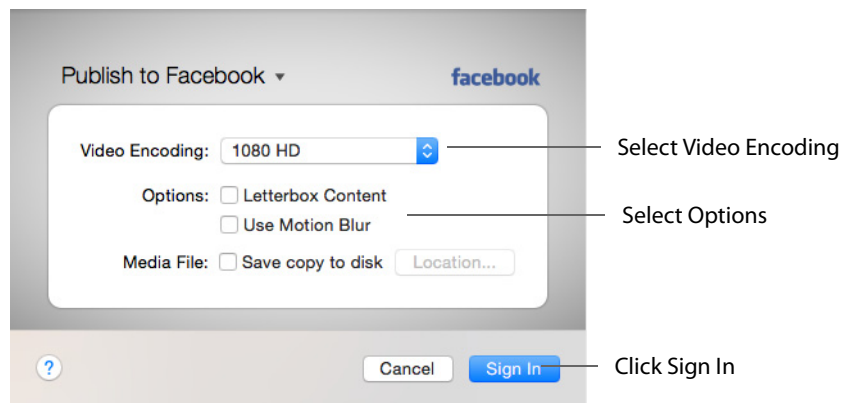 Publish to Facebook
facebook
Video Encoding: 1080 HD
Select Video Encoding
Options: Letterbox Content
Use Motion Blur
Select Options
Media File: Save copy to disk Location...
? Cancel Sign In
Click Sign In